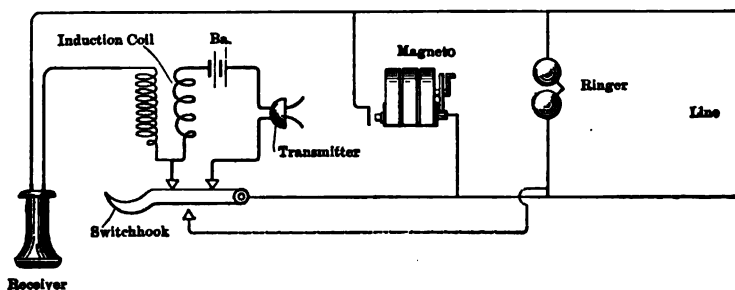 Induction Coil
Ba.
Magneto
Ringer
Line
Transmitter
Switchhook
Receiver